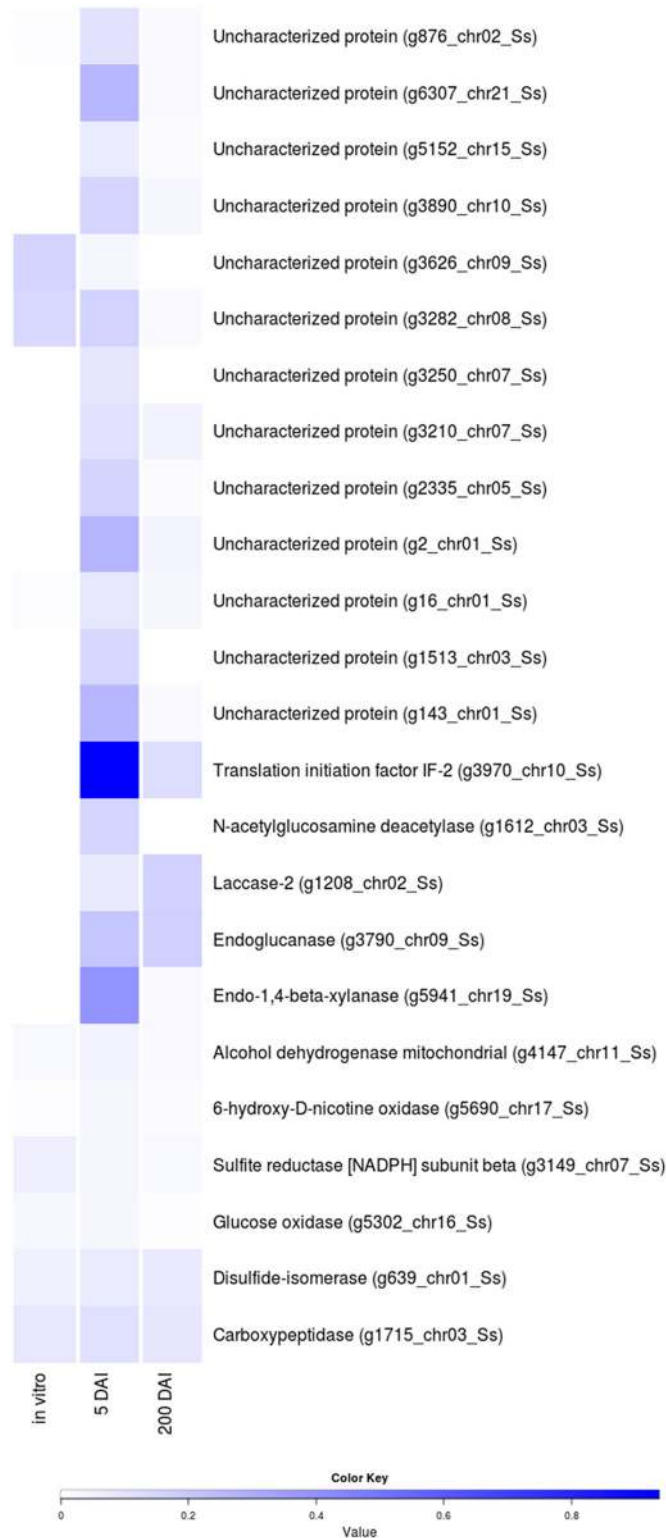 Uncharacterized protein (g876_chr02_Ss)
Uncharacterized protein (g6307_chr21_Ss)
Uncharacterized protein (g5152_chr15_Ss)
Uncharacterized protein (g3890_chr10_Ss)
Uncharacterized protein (g3626_chr09_Ss)
Uncharacterized protein (g3282_chr08_Ss)
Uncharacterized protein (g3250_chr07_Ss)
Uncharacterized protein (g3210_chr07_Ss)
Uncharacterized protein (g2335_chr05_Ss)
Uncharacterized protein (g2_chr01_Ss)
Uncharacterized protein (g16_chr01_Ss)
Uncharacterized protein (g1513_chr03_Ss)
Uncharacterized protein (g143_chr01_Ss)
Translation initiation factor IF-2 (g3970_chr10_Ss)
N-acetylglucosamine deacetylase (g1612_chr03_Ss)
Laccase-2 (g1208_chr02_Ss)
Endoglucanase (g3790_chr09_Ss)
Endo-1,4-beta-xylanase (g5941_chr19_Ss)
Alcohol dehydrogenase mitochondrial (g4147_chr11_Ss)
6-hydroxy-D-nicotine oxidase (g5690_chr17_Ss)
Sulfite reductase [NADPH] subunit beta (g3149_chr07_Ss)
Glucose oxidase (g5302_chr16_Ss)
Disulfide-isomerase (g639_chr01_Ss)
Carboxypeptidase (g1715_chr03_Ss)
in vitro
5 DAI
200 DAI
Color Key
0 0.2 0.4 0.6 0.8
Value